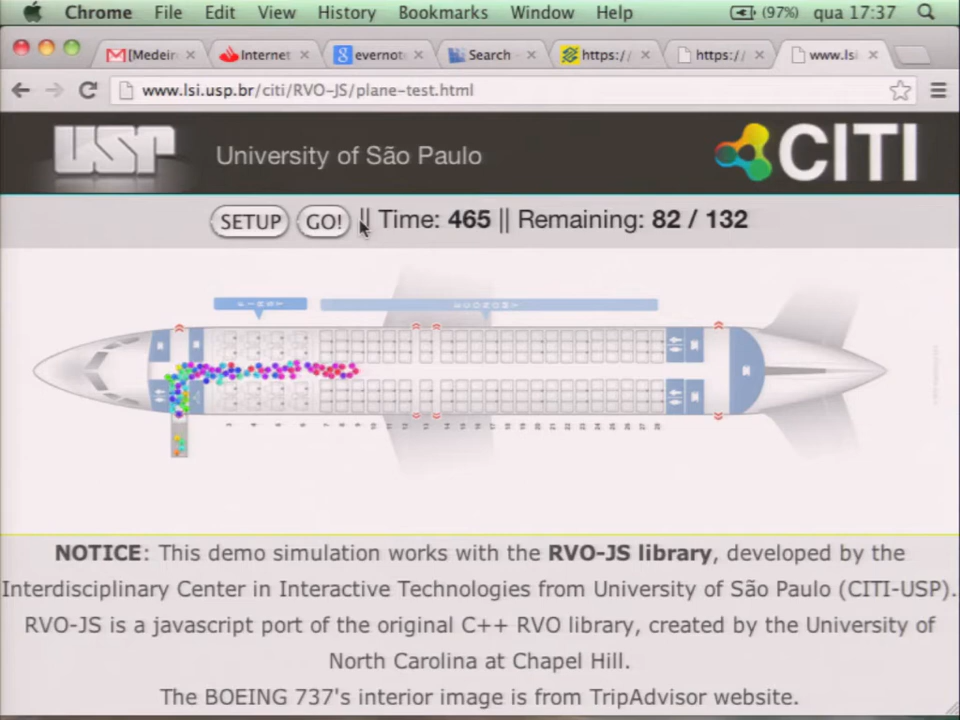 Chrome File Edit View History Bookmarks Window Help (97%) qua 17:37
[Medeir Internet evernot Search https:/ https:/ www.lsi
www.lsi.usp.br/citi/RVO-JS/plane-test.html
USP University of São Paulo CITI
SETUP GO! || Time: 465 || Remaining: 82 / 132
FIRST ECONOMY
NOTICE: This demo simulation works with the RVO-JS library, developed by the
Interdisciplinary Center in Interactive Technologies from University of São Paulo (CITI-USP).
RVO-JS is a javascript port of the original C++ RVO library, created by the University of
North Carolina at Chapel Hill.
The BOEING 737's interior image is from TripAdvisor website.